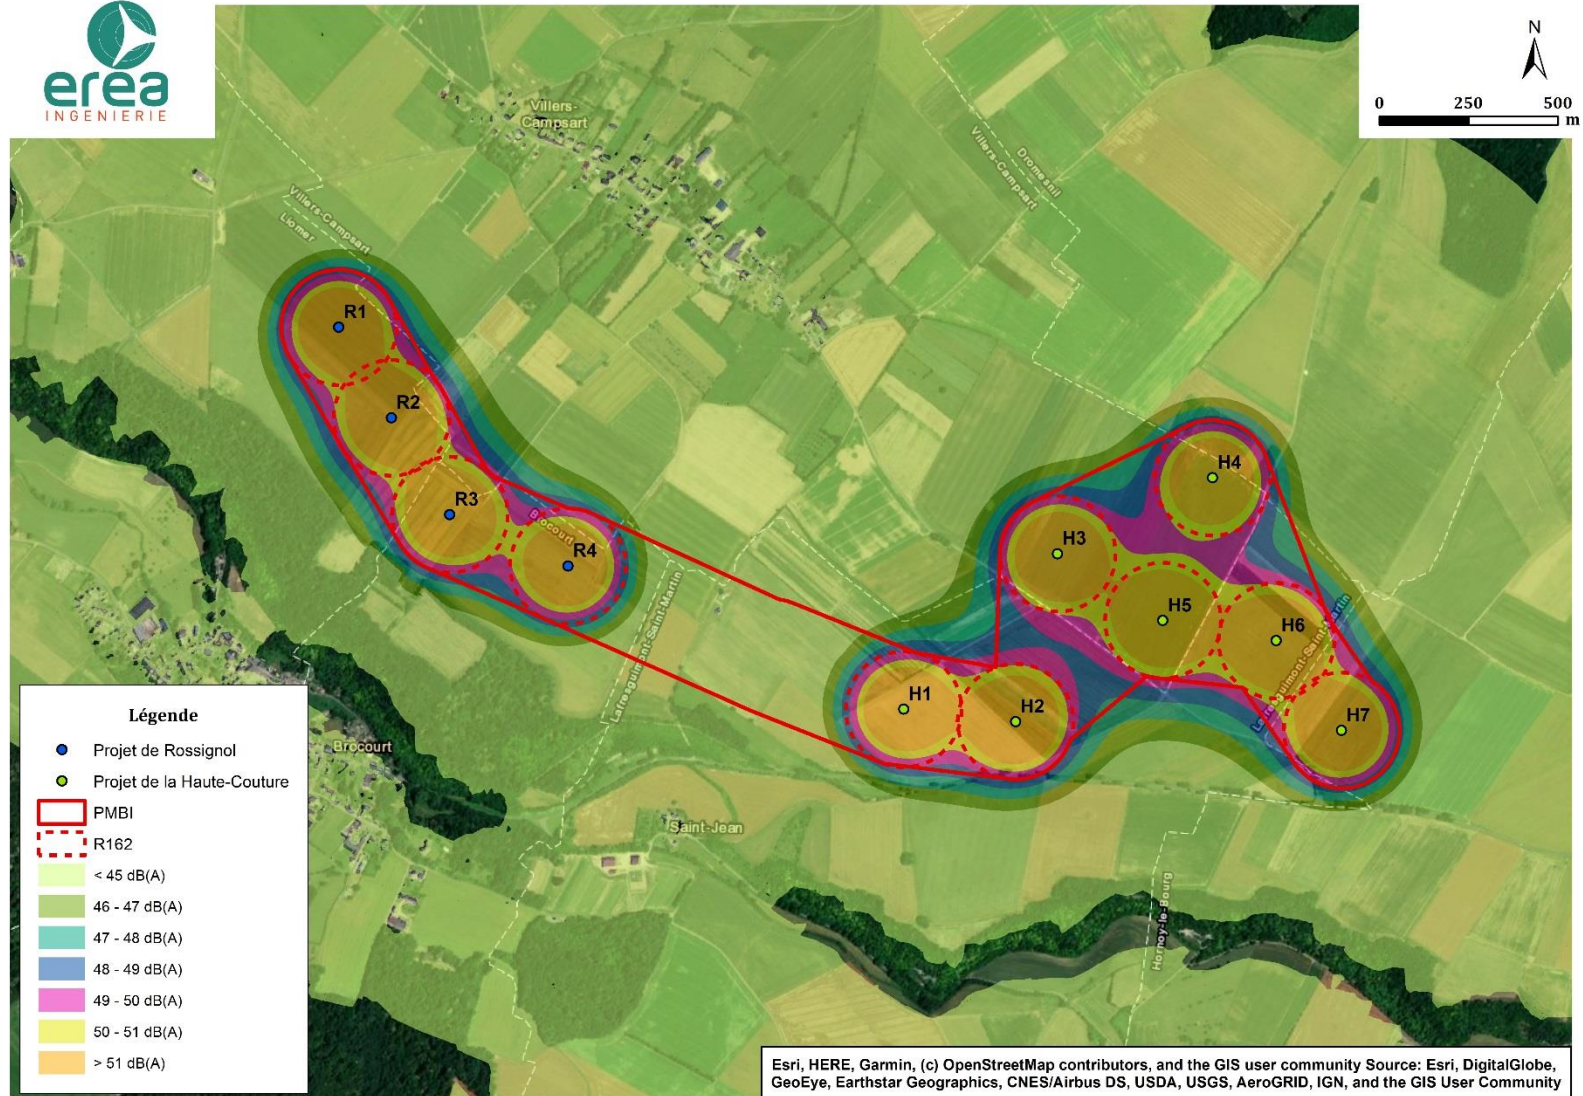 erea
INGENIERIE
N
0 250 500
m
Villers-
Campsart
Dromesnil
Villers-Campsart
Villers-Campsart
Liomer
R1
R2
R3
Brocourt
R4
Lafresguimont-Saint-Martin
H4
H3
H5
H6
Lafresguimont-Saint-Martin
H1
H2
H7
Brocourt
Saint-Jean
Hornoy-le-Bourg
Légende
Projet de Rossignol
Projet de la Haute-Couture
PMBI
R162
< 45 dB(A)
46 - 47 dB(A)
47 - 48 dB(A)
48 - 49 dB(A)
49 - 50 dB(A)
50 - 51 dB(A)
> 51 dB(A)
Esri, HERE, Garmin, (c) OpenStreetMap contributors, and the GIS user community Source: Esri, DigitalGlobe,
GeoEye, Earthstar Geographics, CNES/Airbus DS, USDA, USGS, AeroGRID, IGN, and the GIS User Community